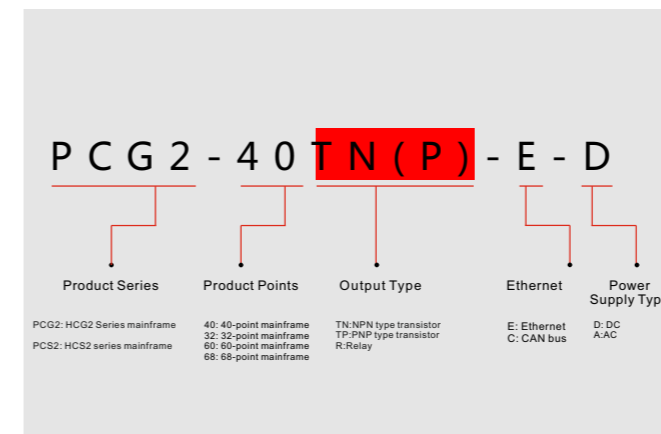 PCG2-40TN(P)-E-D
Product Series
Product Points
Output Type
Ethernet
Power
Supply Typ
PCG2: HCG2 Series mainframe
PCS2: HCS2 series mainframe
40: 40-point mainframe
32: 32-point mainframe
60: 60-point mainframe
68: 68-point mainframe
TN:NPN type transistor
TP:PNP type transistor
R:Relay
E: Ethernet
C: CAN bus
D: DC
A:AC